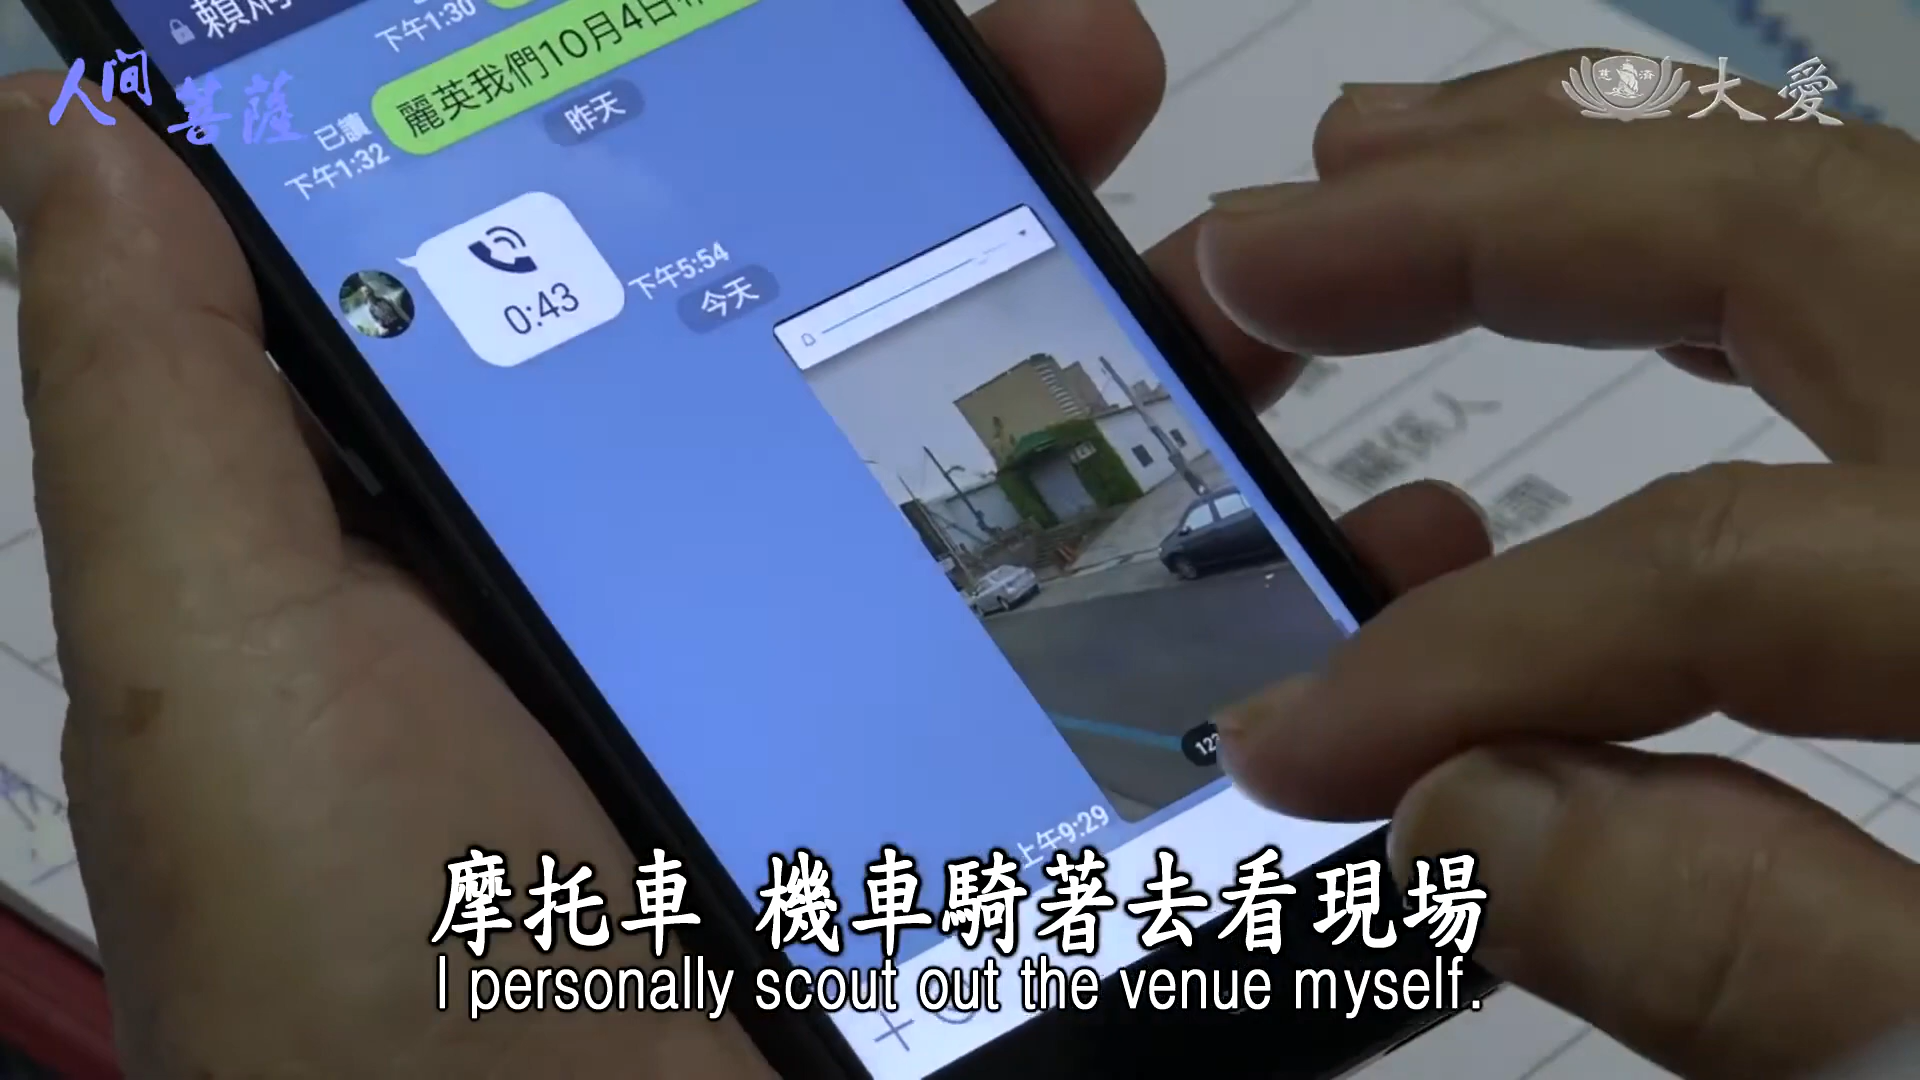 人間菩薩
慈濟
大愛
下午1:30
麗英我們10月4日
已讀
下午1:32
昨天
0:43
下午5:54
今天
上午9:29
摩托車 機車騎著去看現場
I personally scout out the venue myself.